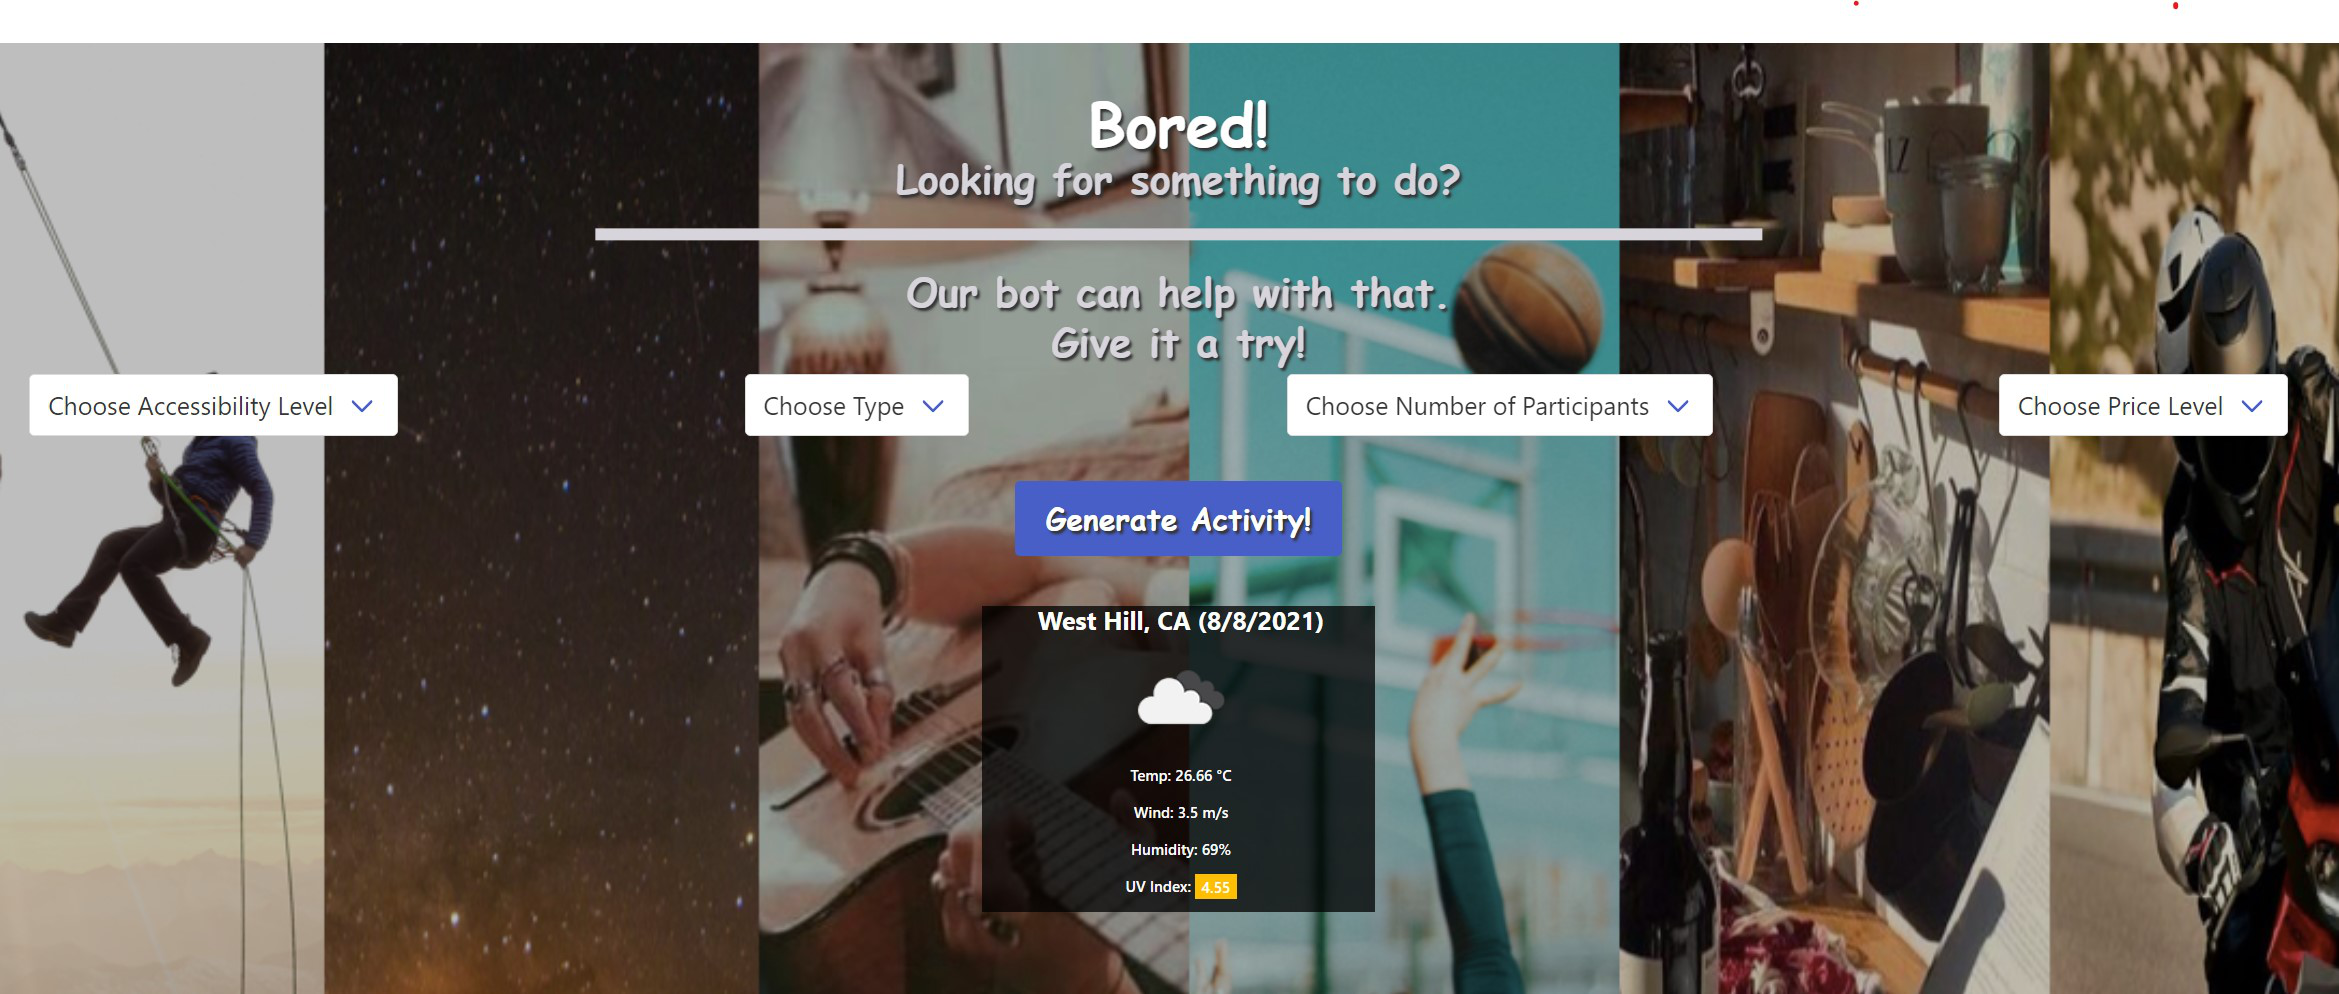 Bored!
Looking for something to do?
Our bot can help with that.
Give it a try!
Choose Accessibility Level
Choose Type
Choose Number of Participants
Choose Price Level
Generate Activity!
West Hill, CA (8/8/2021)
Temp: 26.66 °C
Wind: 3.5 m/s
Humidity: 69%
UV Index: 4.55